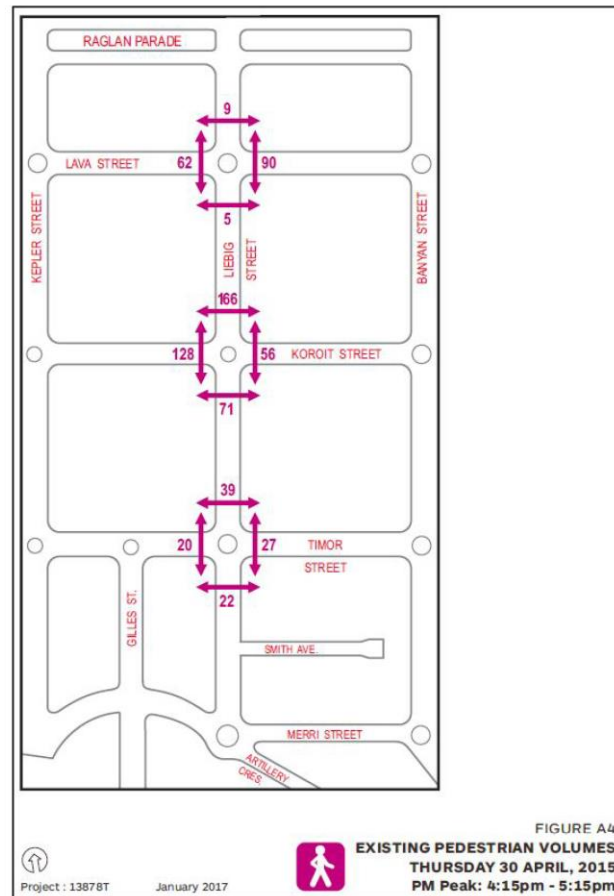 RAGLAN PARADE
9
LAVA STREET
62
90
5
KEPLER STREET
LIEBIG
STREET
BANYAN STREET
166
128
56
KOROIT STREET
71
39
20
27
TIMOR
STREET
22
GILLES ST.
SMITH AVE.
MERRI STREET
ARTILLERY
CRES.
FIGURE A4
EXISTING PEDESTRIAN VOLUMES
THURSDAY 30 APRIL, 2015
PM Peak: 4:15pm - 5:15pm
Project : 13878T January 2017